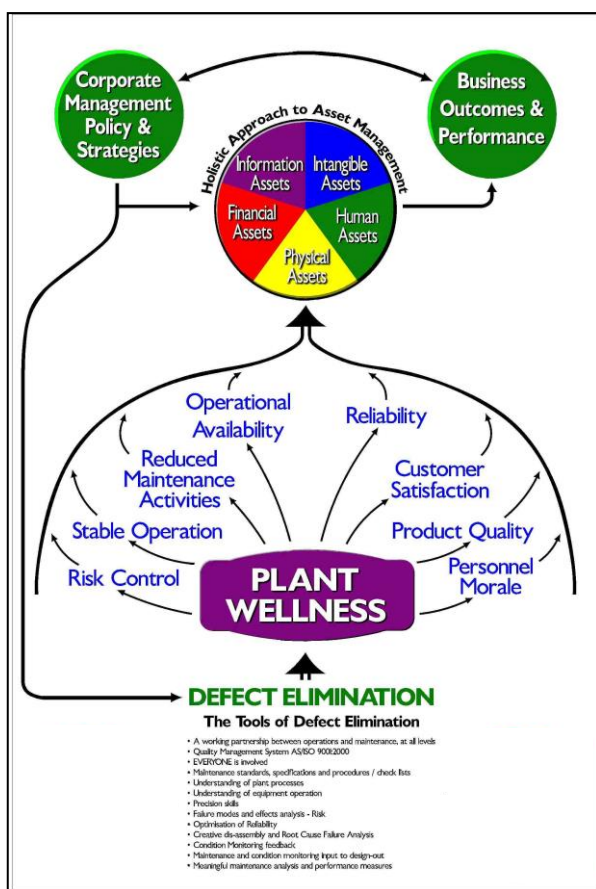 Corporate
Management
Policy &
Strategies
Business
Outcomes &
Performance
Holistic Approach to Asset Management
Information
Assets
Intangible
Assets
Financial
Assets
Human
Assets
Physical
Assets
Operational
Availability
Reliability
Reduced
Maintenance
Activities
Customer
Satisfaction
Stable Operation
Product Quality
Risk Control
Personnel
Morale
PLANT
WELLNESS
DEFECT ELIMINATION
The Tools of Defect Elimination
• A working partnership between operations and maintenance, at all levels
• Quality Management System AS/ISO 9001:2000
• EVERYONE is involved
• Maintenance standards, specifications and procedures / check lists
• Understanding of plant processes
• Understanding of equipment operation
• Precision skills
• Failure modes and effects analysis - Risk
• Optimisation of Reliability
• Creative dis-assembly and Root Cause Failure Analysis
• Condition Monitoring feedback
• Maintenance and condition monitoring input to design-out
• Meaningful maintenance analysis and performance measures